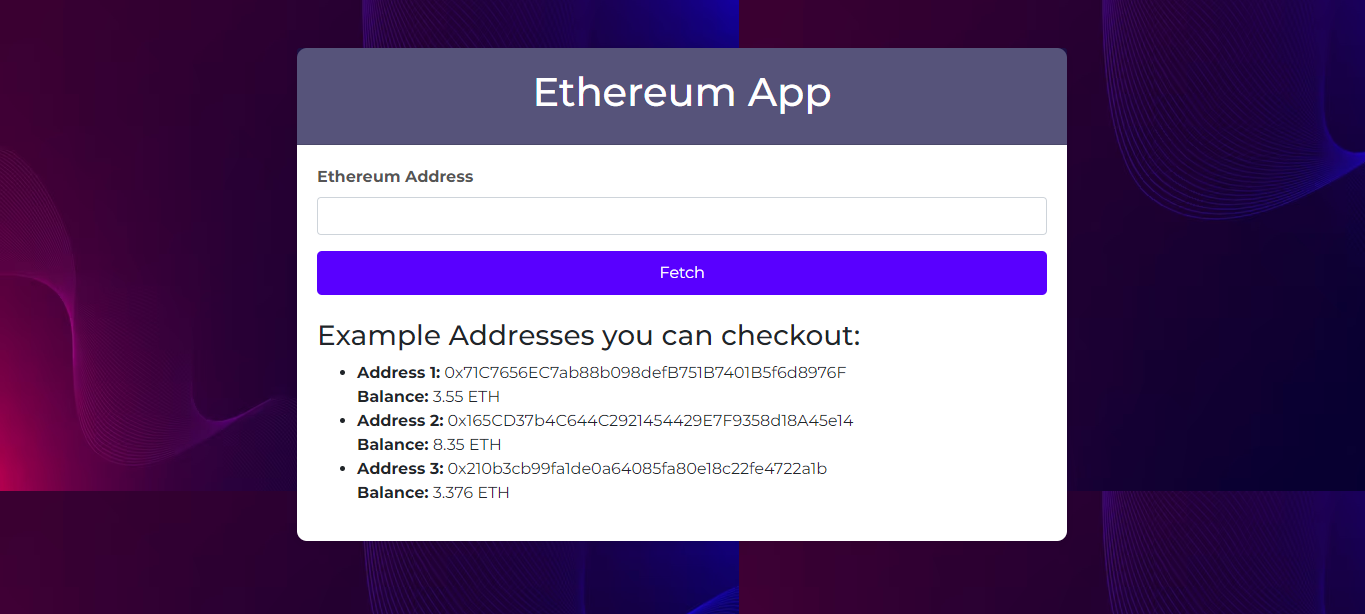 Ethereum App
Ethereum Address
Fetch
Example Addresses you can checkout:
Address 1: 0x71C7656EC7ab88b098defB751B7401B5f6d8976F
Balance: 3.55 ETH
Address 2: 0x165CD37b4C644C2921454429E7F9358d18A45e14
Balance: 8.35 ETH
Address 3: 0x210b3cb99fa1de0a64085fa80e18c22fe4722a1b
Balance: 3.376 ETH